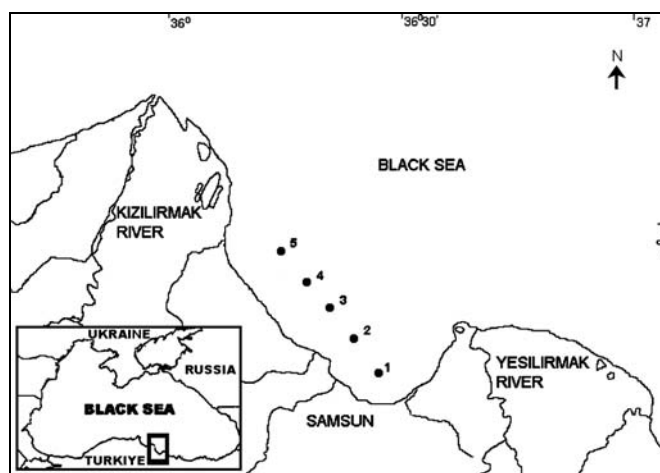 36°
36°30'
37
N
BLACK SEA
KIZILIRMAK
RIVER
5
4
3
2
1
YESILIRMAK
RIVER
SAMSUN
UKRAINE
RUSSIA
BLACK SEA
TURKIYE